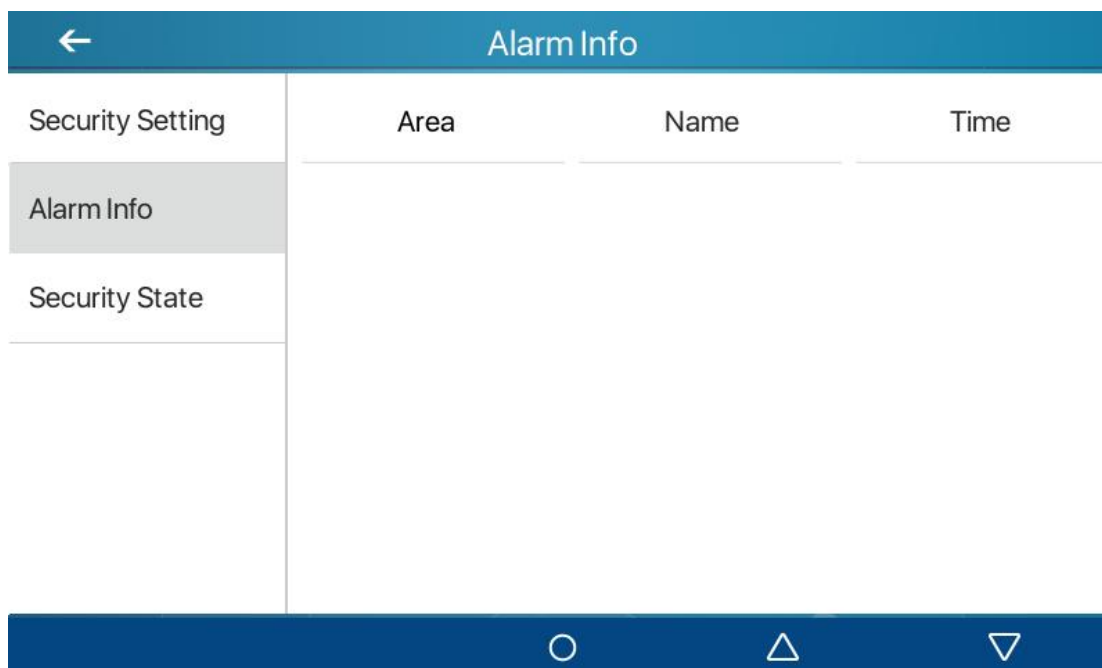 Alarm Info
Security Setting
Area Name Time
Alarm Info
Security State